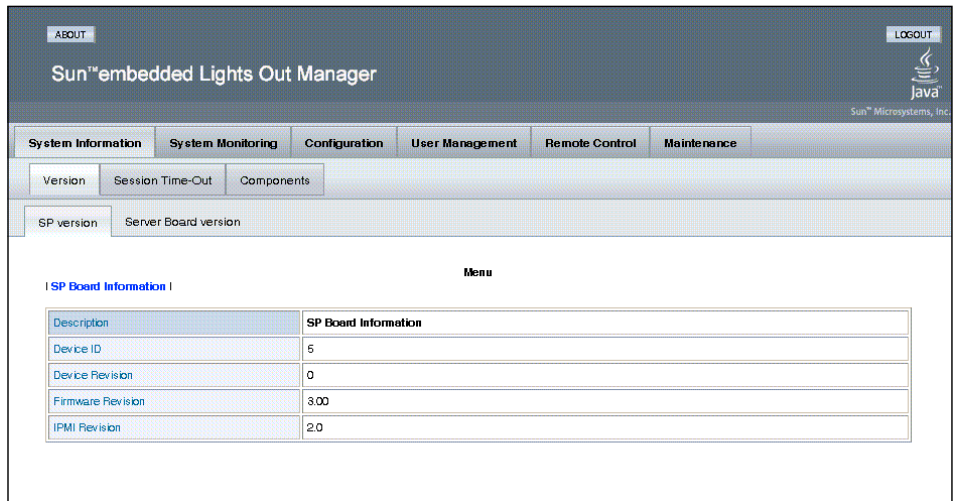 ABOUT LOGOUT
Sun™embedded Lights Out Manager
Java™
Sun™ Microsystems, Inc.
System Information System Monitoring Configuration User Management Remote Control Maintenance
Version Session Time-Out Components
SP version Server Board version
Menu
| SP Board Information |
Description SP Board Information
Device ID 5
Device Revision 0
Firmware Revision 3.00
IPMI Revision 2.0